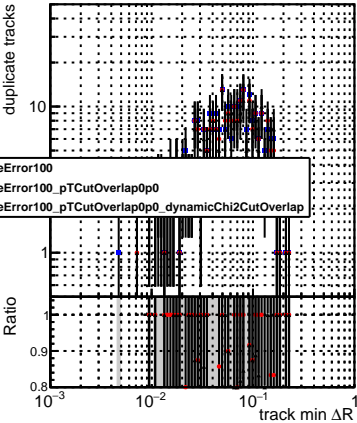 duplicate tracks
10
eError100
eError100_pTCutOverlap0p0
eError100_pTCutOverlap0p0_dynamicChi2CutOverlap
1
Ratio
1
0.9
0.8
10⁻³ 10⁻² 10⁻¹ 1
track min ΔR